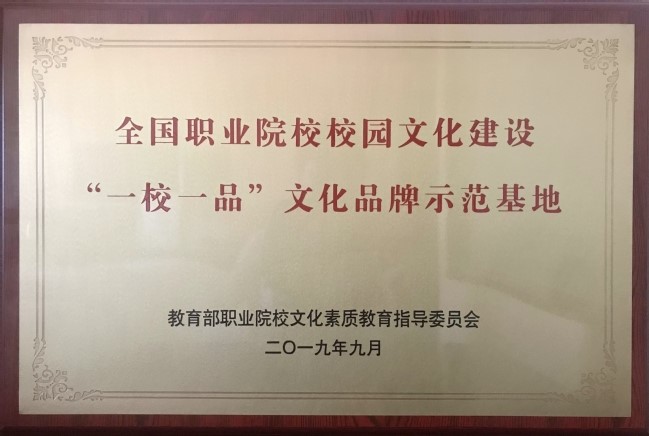 全国职业院校校园文化建设
“一校一品”文化品牌示范基地
教育部职业院校文化素质教育指导委员会
二〇一九年九月